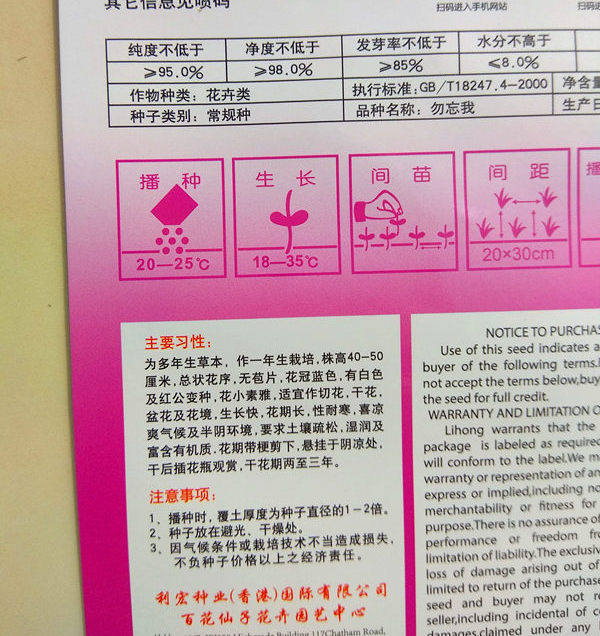 其它信息见喷码
扫码进入手机网站
纯度不低于 净度不低于 发芽率不低于 水分不高于
≥95.0% ≥98.0% ≥85% ≤8.0%
作物种类：花卉类 执行标准:GB/T18247.4-2000 净含量
种子类别：常规种 品种名称：勿忘我 生产日
播种 生长 间苗 间距
20—25℃ 18—35℃ 20×30cm
主要习性：
为多年生草本，作一年生栽培,株高40-50
厘米,总状花序,无苞片,花冠蓝色,有白色
及红公变种,花小素雅,适宜作切花,干花,
盆花及花境,生长快,花期长,性耐寒,喜凉
爽气候及半阴环境,要求土壤疏松,湿润及
富含有机质.花期带梗剪下,悬挂于阴凉处,
干后插花瓶观赏,干花期两至三年。
注意事项：
1、播种时,覆土厚度为种子直径的1-2倍。
2、种子放在避光、干燥处。
3、因气候条件或栽培技术不当造成损失,
不负种子价格以上之经济责任。
利宏种业(香港)国际有限公司
百花仙子花卉园艺中心
Building 117Chatham Road,
NOTICE TO PURCHAS
Use of this seed indicates a
buyer of the following terms.
not accept the terms below,buy
the seed for full credit.
WARRANTY AND LIMITATION O
Lihong warrants that the
package is labeled as required
will conform to the label.We m
warranty or representation of an
express or implied,including no
merchantability or fitness for
purpose.There is no assurance of
performance or freedom fr
limitation of liability.The exclusiv
loss of damage arising out of
limited to return of the purchase
seed and buyer may not re
seller,including incidental of c
damages,claimed under any